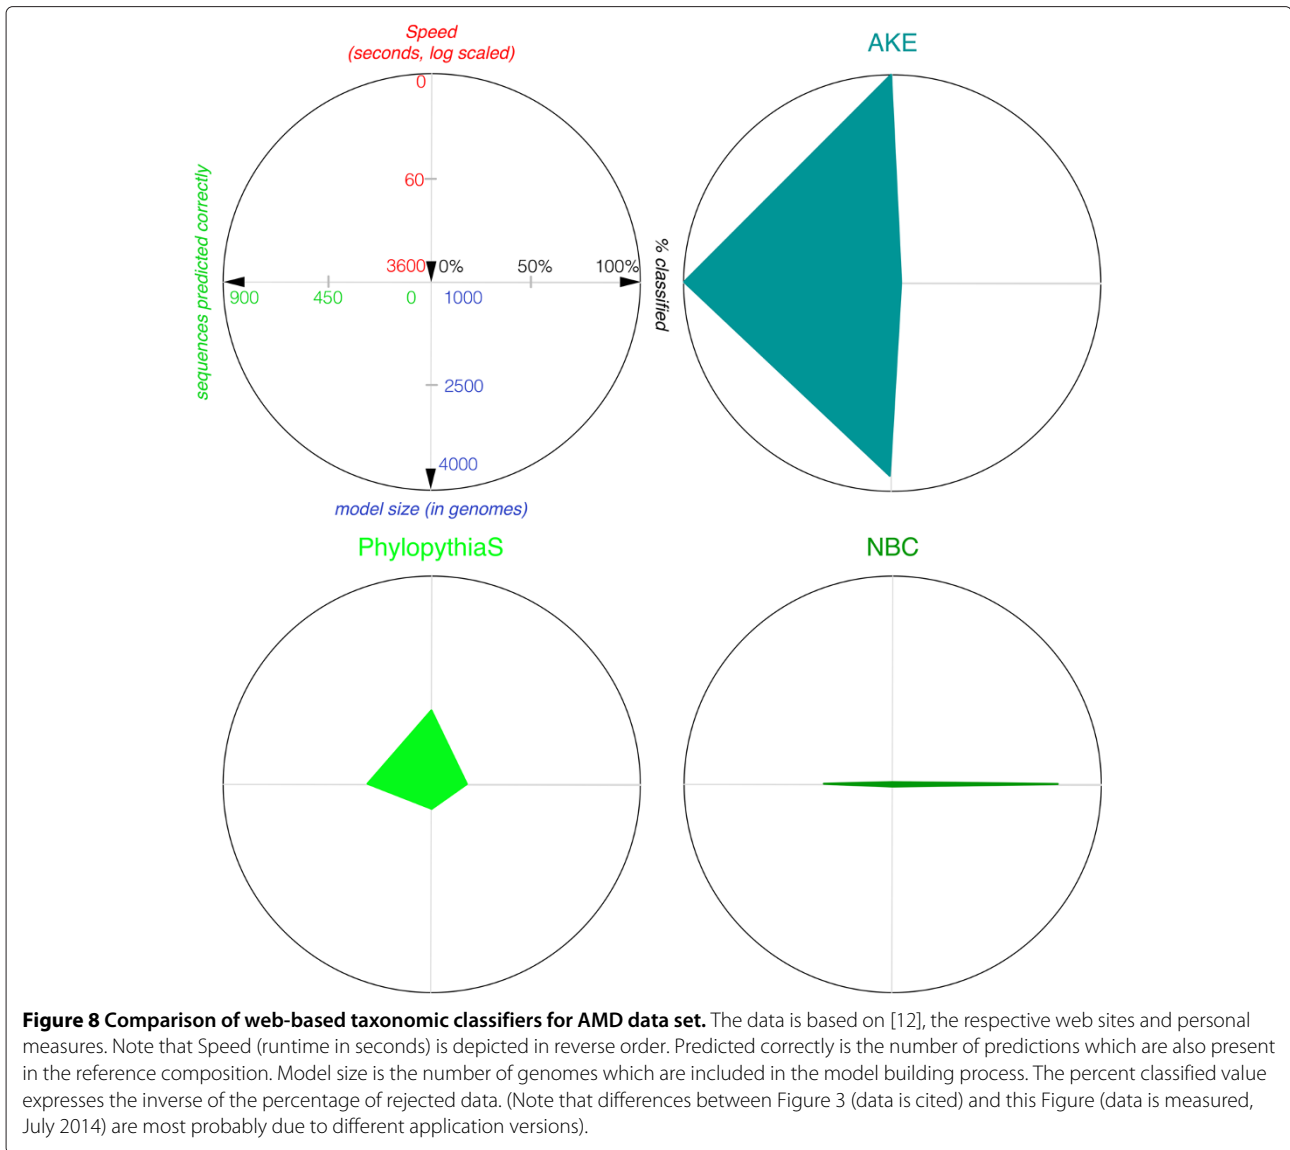 Speed
(seconds, log scaled)
AKE
0
60
sequences predicted correctly
3600 0% 50% 100%
900 450 0 1000
% classified
2500
4000
model size (in genomes)
PhylopythiaS
NBC
Figure 8 Comparison of web-based taxonomic classifiers for AMD data set. The data is based on [12], the respective web sites and personal
measures. Note that Speed (runtime in seconds) is depicted in reverse order. Predicted correctly is the number of predictions which are also present
in the reference composition. Model size is the number of genomes which are included in the model building process. The percent classified value
expresses the inverse of the percentage of rejected data. (Note that differences between Figure 3 (data is cited) and this Figure (data is measured,
July 2014) are most probably due to different application versions).